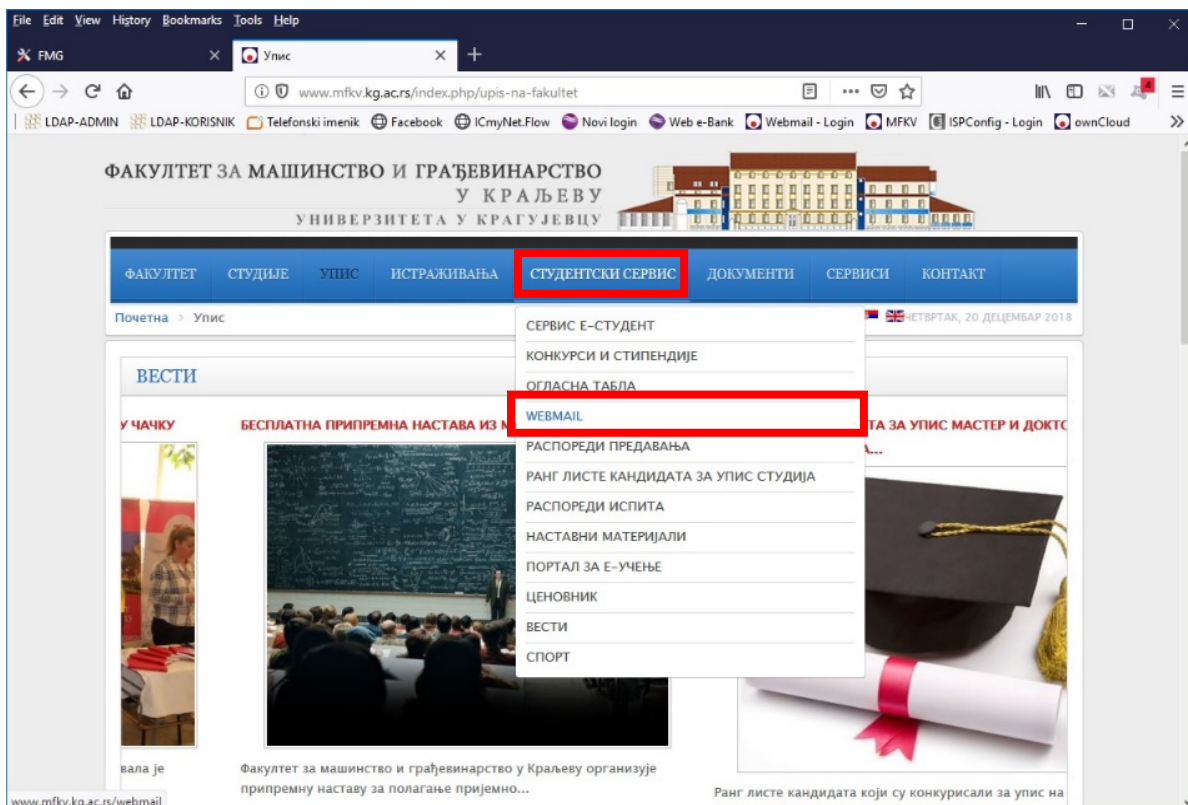 File Edit View History Bookmarks Tools Help
FMG
Упис
www.mfkv.kg.ac.rs/index.php/upis-na-fakultet
4
LDAP-ADMIN LDAP-KORISNIK Telefonski imenik Facebook ICmyNet.Flow Novi login Web e-Bank Webmail - Login MFKV ISPConfig - Login ownCloud
ФАКУЛТЕТ ЗА МАШИНСТВО И ГРАЂЕВИНАРСТВО
У КРАЉЕВУ
УНИВЕРЗИТЕТА У КРАГУЈЕВЦУ
ФАКУЛТЕТ СТУДИЈЕ УПИС ИСТРАЖИВАЊА СТУДЕНТСКИ СЕРВИС ДОКУМЕНТИ СЕРВИСИ КОНТАКТ
Почетна > Упис
ЧЕТВРТАК, 20 ДЕЦЕМБАР 2018
СЕРВИС Е-СТУДЕНТ
КОНКУРСИ И СТИПЕНДИЈЕ
ОГЛАСНА ТАБЛА
WEBMAIL
РАСПОРЕДИ ПРЕДАВАЊА
РАНГ ЛИСТЕ КАНДИДАТА ЗА УПИС СТУДИЈА
РАСПОРЕДИ ИСПИТА
НАСТАВНИ МАТЕРИЈАЛИ
ПОРТАЛ ЗА Е-УЧЕЊЕ
ЦЕНОВНИК
ВЕСТИ
СПОРТ
ВЕСТИ
У ЧАЧКУ
БЕСПЛАТНА ПРИПРЕМНА НАСТАВА ИЗ М
ТА ЗА УПИС МАСТЕР И ДОКТО
вала је
Факултет за машинство и грађевинарство у Краљеву организује
припремну наставу за полагање пријемно...
Ранг листе кандидата који су конкурисали за упис на
www.mfkv.kg.ac.rs/webmail